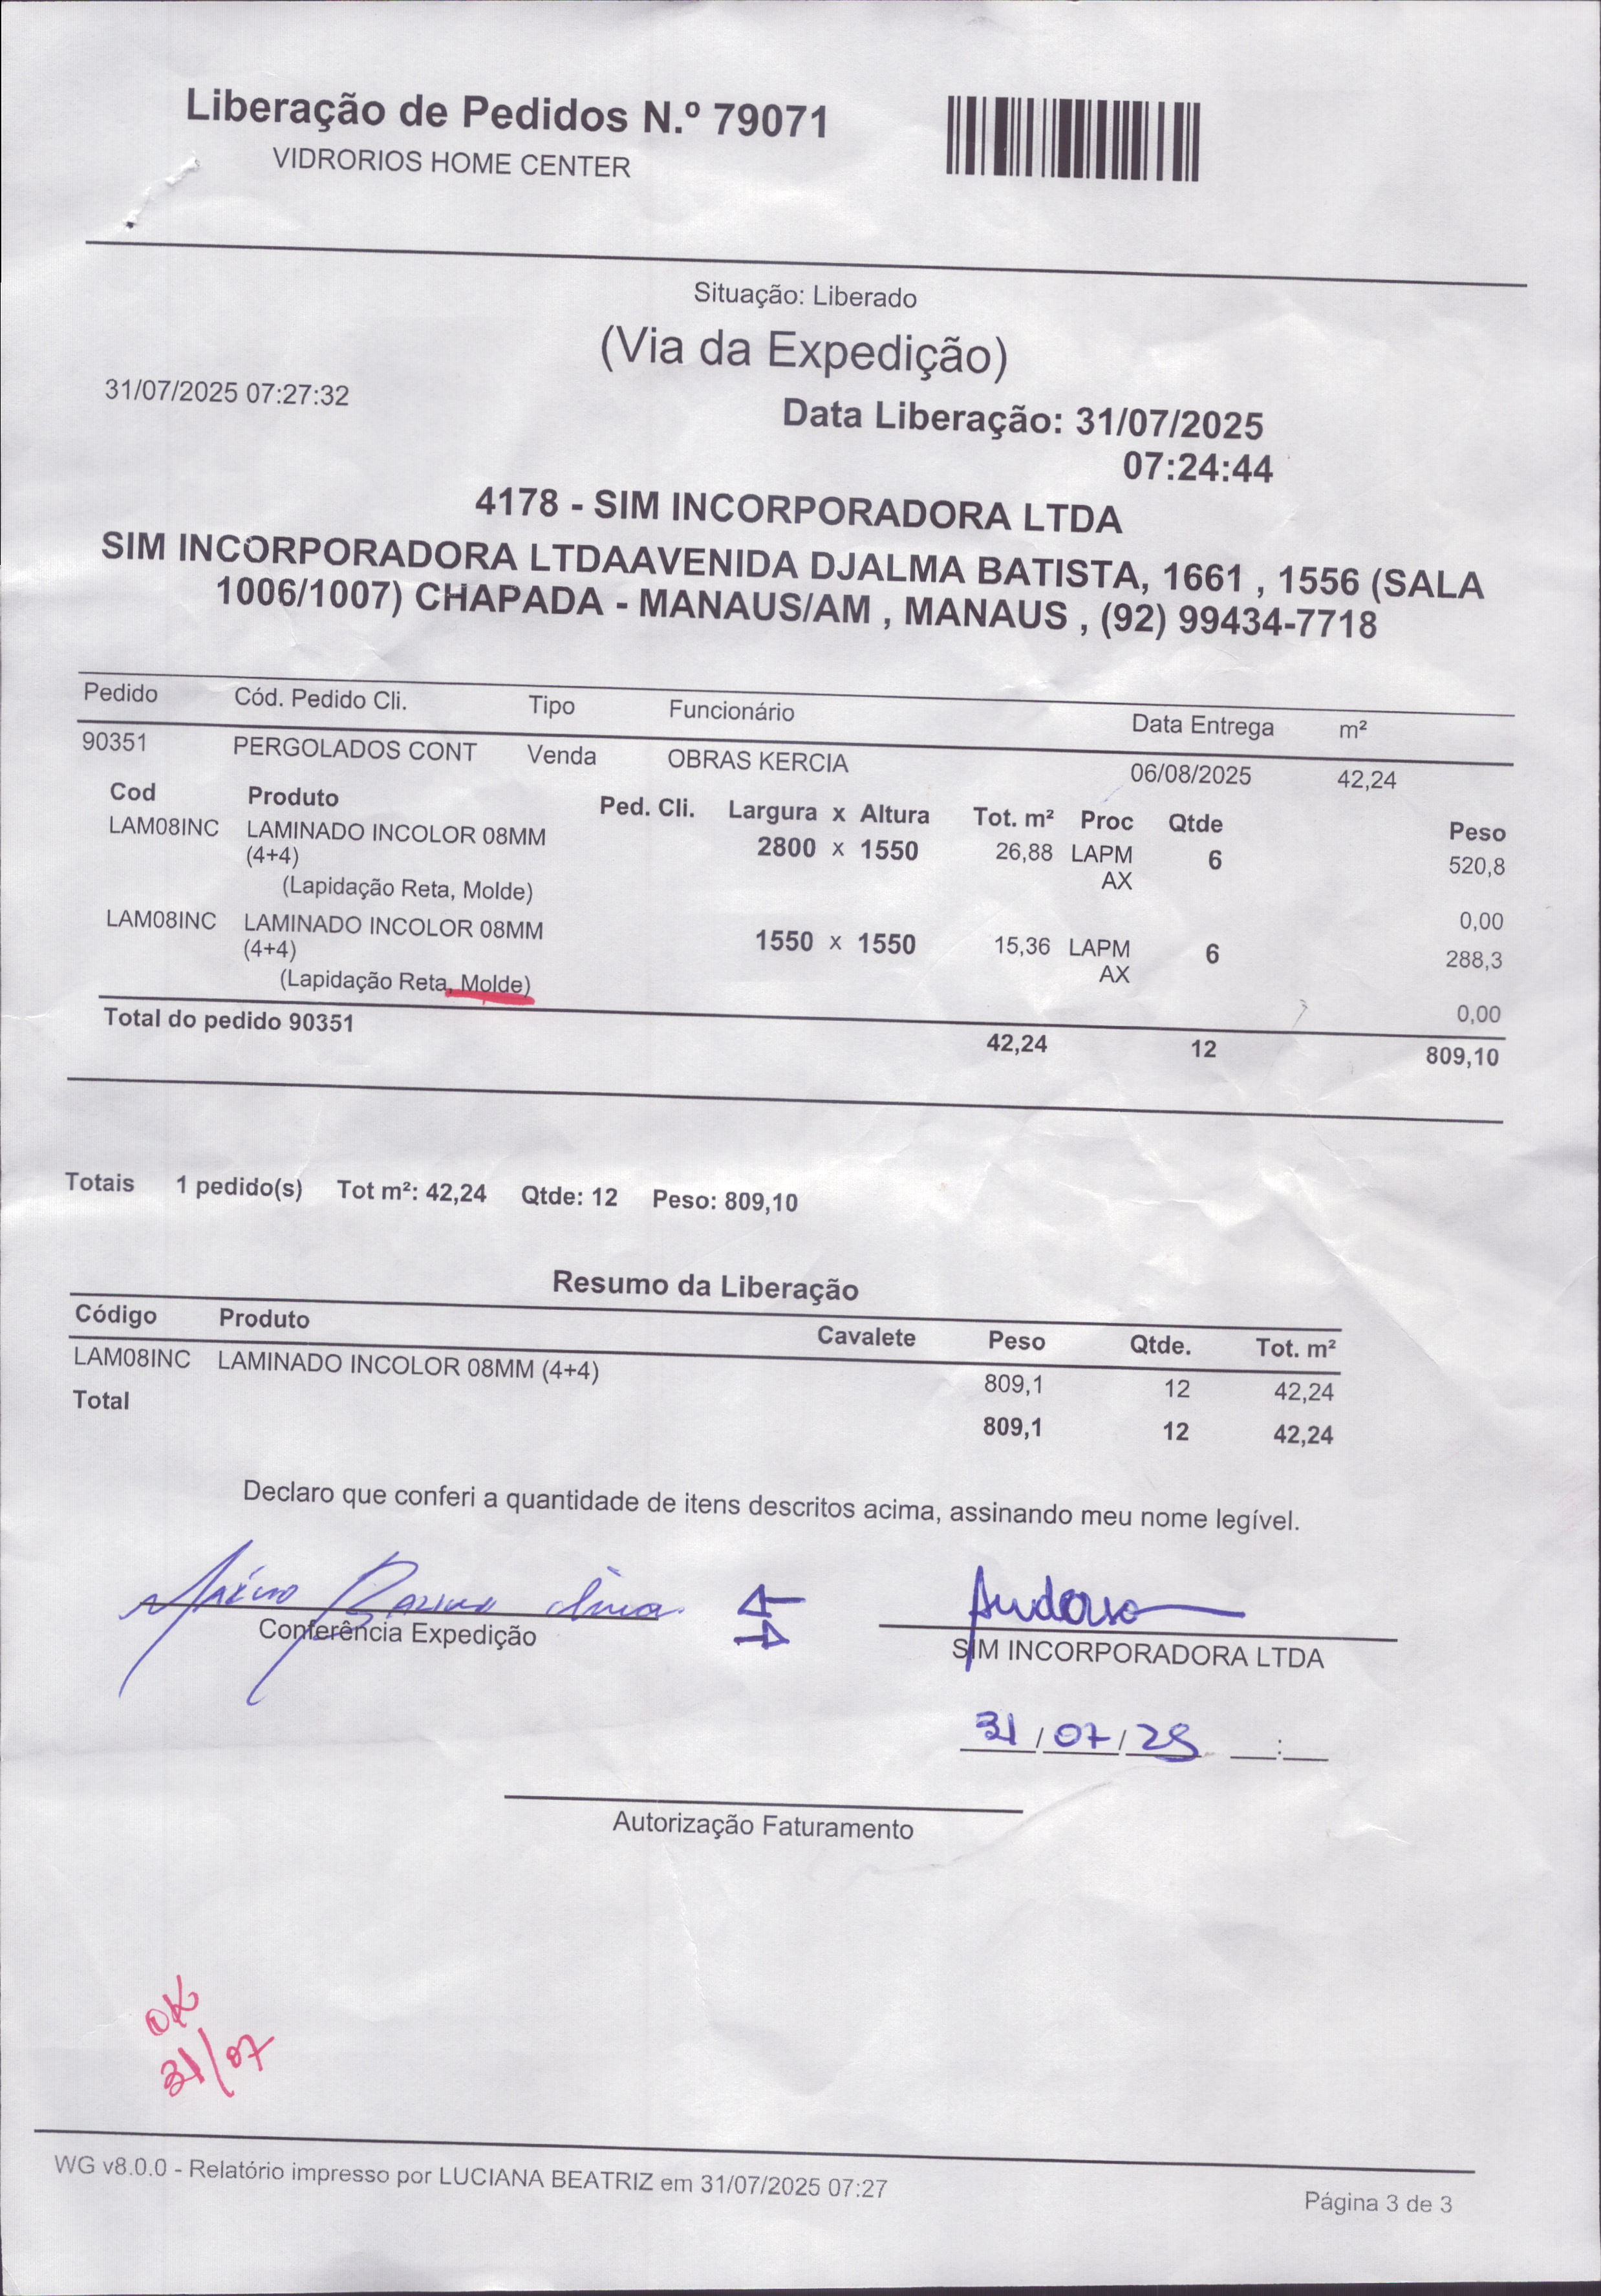 Liberação de Pedidos N.º 79071
VIDRORIOS HOME CENTER
Situação: Liberado
(Via da Expedição)
31/07/2025 07:27:32
Data Liberação: 31/07/2025
07:24:44
4178 - SIM INCORPORADORA LTDA
SIM INCORPORADORA LTDAAVENIDA DJALMA BATISTA, 1661 , 1556 (SALA
1006/1007) CHAPADA - MANAUS/AM , MANAUS , (92) 99434-7718
Pedido Cód. Pedido Cli. Tipo Funcionário Data Entrega m²
90351 PERGOLADOS CONT Venda OBRAS KERCIA 06/08/2025 42,24
Cod Produto Ped. Cli. Largura x Altura Tot. m² Proc Qtde Peso
LAM08INC LAMINADO INCOLOR 08MM 2800 x 1550 26,88 LAPM 6 520,8
(4+4) AX
(Lapidação Reta, Molde) 0,00
LAM08INC LAMINADO INCOLOR 08MM 1550 x 1550 15,36 LAPM 6 288,3
(4+4) AX
(Lapidação Reta, Molde) 0,00
Total do pedido 90351 42,24 12 809,10
Totais 1 pedido(s) Tot m²: 42,24 Qtde: 12 Peso: 809,10
Resumo da Liberação
Código Produto Cavalete Peso Qtde. Tot. m²
LAM08INC LAMINADO INCOLOR 08MM (4+4) 809,1 12 42,24
Total 809,1 12 42,24
Declaro que conferi a quantidade de itens descritos acima, assinando meu nome legível.
Anderso
Conferência Expedição SIM INCORPORADORA LTDA
31/07/25 __:__
Autorização Faturamento
OK
31/07
WG v8.0.0 - Relatório impresso por LUCIANA BEATRIZ em 31/07/2025 07:27
Página 3 de 3